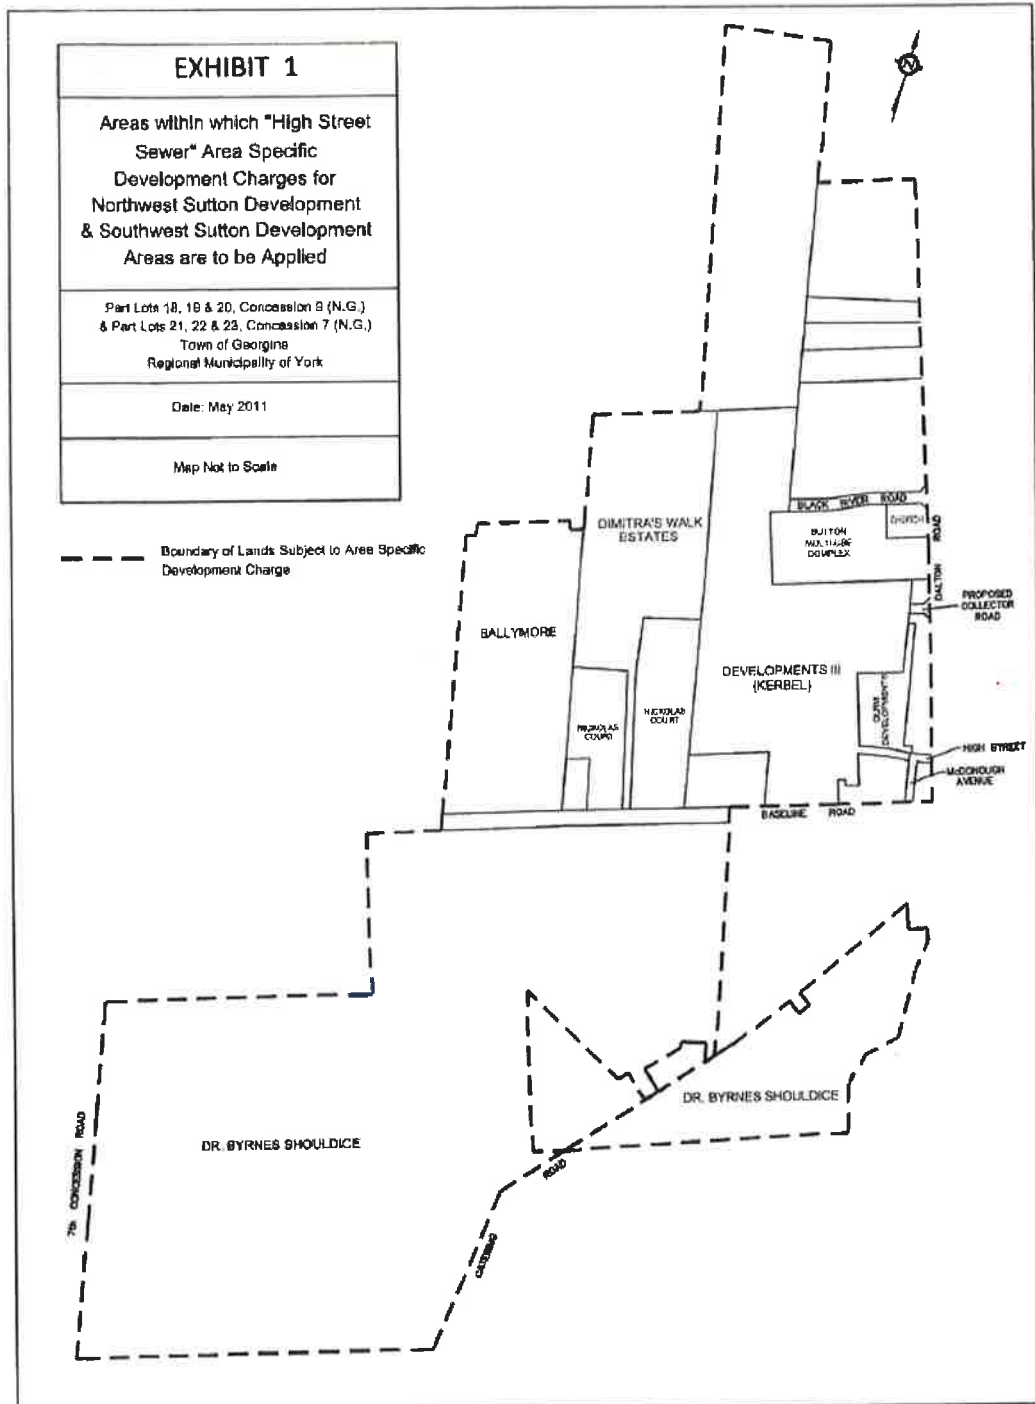 EXHIBIT 1
Areas within which "High Street
Sewer" Area Specific
Development Charges for
Northwest Sutton Development
& Southwest Sutton Development
Areas are to be Applied
Part Lots 18, 19 & 20, Concession 8 (N.G.)
& Part Lots 21, 22 & 23, Concession 7 (N.G.)
Town of Georgina
Regional Municipality of York
Date: May 2011
Map Not to Scale
Boundary of Lands Subject to Area Specific
Development Charge
N
BLACK RIVER ROAD
CHURCH
SUTTON
MULTI-USE
COMPLEX
DALTON ROAD
PROPOSED
COLLECTOR
ROAD
DIMITRA'S WALK
ESTATES
BALLYMORE
DEVELOPMENTS III
(KERBEL)
NICKOLAS
COURT
NICKOLAS
COURT
DEVELOPMENTS
HIGH STREET
McDONOUGH
AVENUE
BASELINE ROAD
DR. BYRNES SHOULDICE
DR. BYRNES SHOULDICE
7th CONCESSION ROAD
ROAD